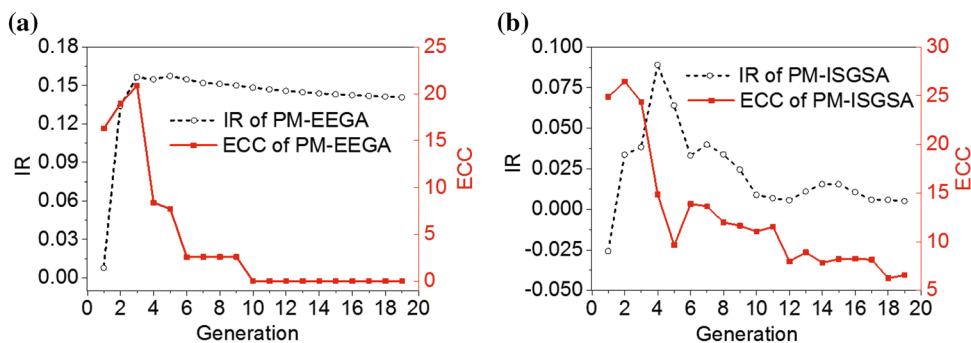 (a)
0.18
0.15
0.12
0.09
0.06
0.03
0.00
IR
IR of PM-EEGA
ECC of PM-EEGA
25
20
15
10
5
0
ECC
0 2 4 6 8 10 12 14 16 18 20
Generation
(b)
0.100
0.075
0.050
0.025
0.000
-0.025
-0.050
IR
IR of PM-ISGSA
ECC of PM-ISGSA
30
25
20
15
10
5
ECC
0 2 4 6 8 10 12 14 16 18 20
Generation